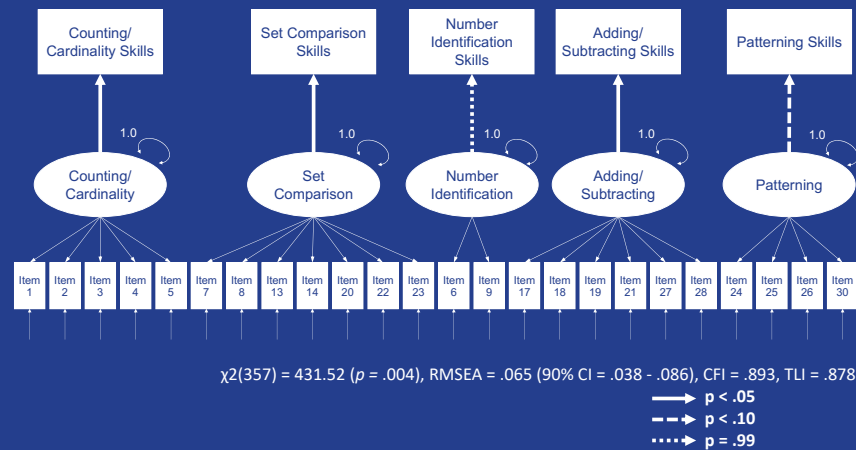 Counting/
Cardinality Skills
Set Comparison
Skills
Number
Identification
Skills
Adding/
Subtracting Skills
Patterning Skills
1.0
1.0
1.0
1.0
1.0
Counting/
Cardinality
Set
Comparison
Number
Identification
Adding/
Subtracting
Patterning
Item
1
Item
2
Item
3
Item
4
Item
5
Item
7
Item
8
Item
13
Item
14
Item
20
Item
22
Item
23
Item
6
Item
9
Item
17
Item
18
Item
19
Item
21
Item
27
Item
28
Item
24
Item
25
Item
26
Item
30
χ2(357) = 431.52 (p = .004), RMSEA = .065 (90% CI = .038 - .086), CFI = .893, TLI = .878
p < .05
p < .10
p = .99